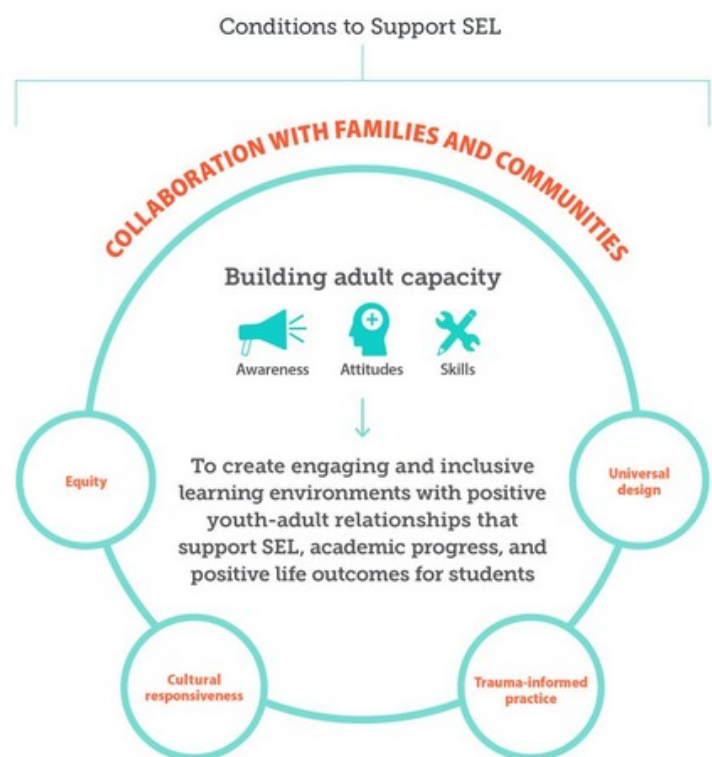 Conditions to Support SEL
COLLABORATION WITH FAMILIES AND COMMUNITIES
Building adult capacity
Awareness
Attitudes
Skills
To create engaging and inclusive
learning environments with positive
youth-adult relationships that
support SEL, academic progress, and
positive life outcomes for students
Equity
Universal
design
Cultural
responsiveness
Trauma-informed
practice